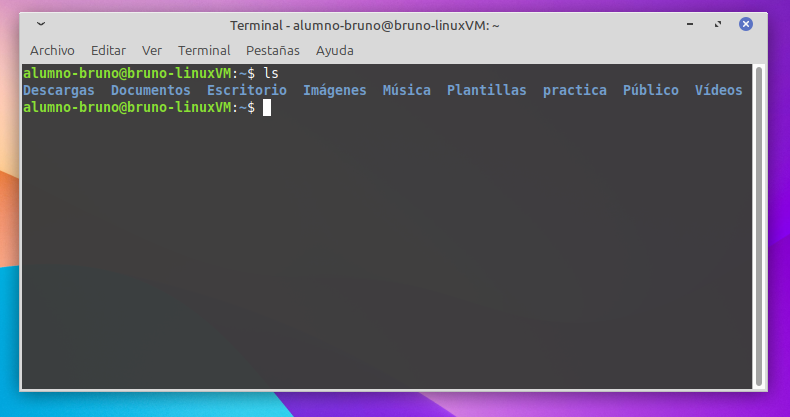 Terminal - alumno-bruno@bruno-linuxVM: ~
Archivo Editar Ver Terminal Pestañas Ayuda
alumno-bruno@bruno-linuxVM:~$ ls
Descargas Documentos Escritorio Imágenes Música Plantillas practica Público Vídeos
alumno-bruno@bruno-linuxVM:~$